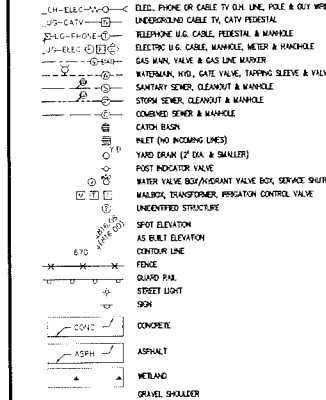 OH-ELEC ELEC., PHONE OR CABLE TV O.H. LINE, POLE & GUY WIRE
UG-CATV UNDERGROUND CABLE TV, CATV PEDESTAL
UG-PHONE T TELEPHONE U.G. CABLE, PEDESTAL & MANHOLE
UG-ELEC ELECTRIC U.G. CABLE, MANHOLE, METER & HANDHOLE
GAS MAIN, VALVE & GAS LINE MARKER
WATERMAIN, HYD., GATE VALVE, TAPPING SLEEVE & VALV
SANITARY SEWER, CLEANOUT & MANHOLE
STORM SEWER, CLEANOUT & MANHOLE
COMBINED SEWER & MANHOLE
CATCH BASIN
INLET (NO INCOMING LINES)
Y.D. YARD DRAIN (2' DIA. & SMALLER)
POST INDICATOR VALVE
WATER VALVE BOX/HYDRANT VALVE BOX, SERVICE SHUT
MAILBOX, TRANSFORMER, IRRIGATION CONTROL VALVE
? UNIDENTIFIED STRUCTURE
SPOT ELEVATION
AS BUILT ELEVATION
670 CONTOUR LINE
FENCE
GUARD RAIL
STREET LIGHT
SIGN
CONC CONCRETE
ASPH ASPHALT
WETLAND
GRAVEL SHOULDER